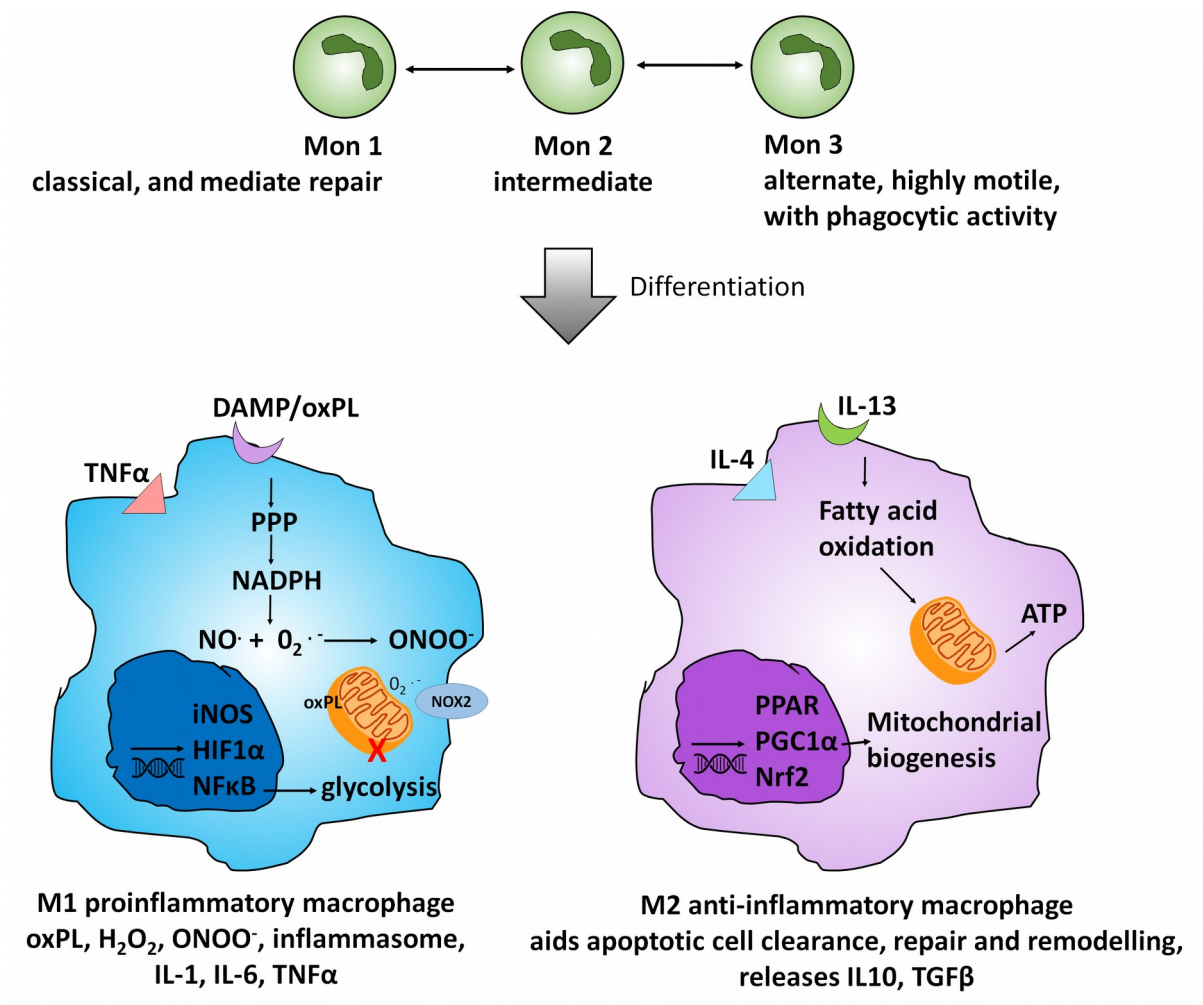 Mon 1
classical, and mediate repair
Mon 2
intermediate
Mon 3
alternate, highly motile,
with phagocytic activity
Differentiation
DAMP/oxPL
TNFα
PPP
NADPH
NO· + 0₂·⁻
ONOO⁻
oxPL
O₂·⁻
NOX2
iNOS
HIF1α
NFκB
glycolysis
M1 proinflammatory macrophage
oxPL, H₂O₂, ONOO⁻, inflammasome,
IL-1, IL-6, TNFα
IL-13
IL-4
Fatty acid
oxidation
ATP
PPAR
PGC1α
Nrf2
Mitochondrial
biogenesis
M2 anti-inflammatory macrophage
aids apoptotic cell clearance, repair and remodelling,
releases IL10, TGFβ